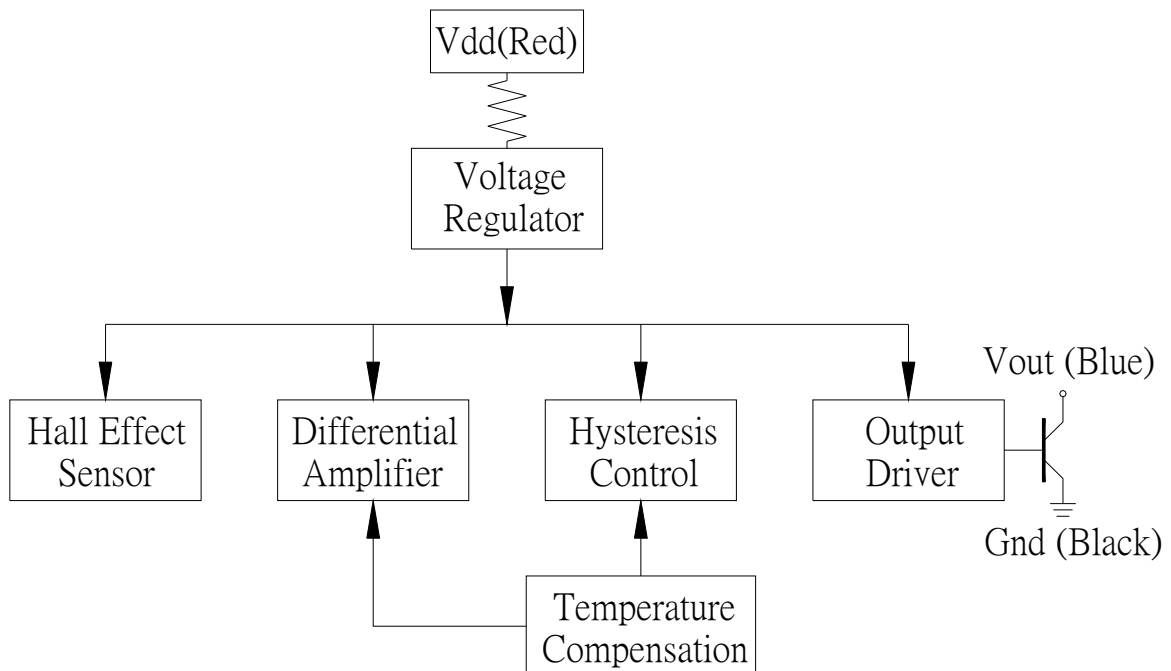 Vdd(Red)
Voltage
Regulator
Hall Effect
Sensor
Differential
Amplifier
Hysteresis
Control
Output
Driver
Vout (Blue)
Gnd (Black)
Temperature
Compensation